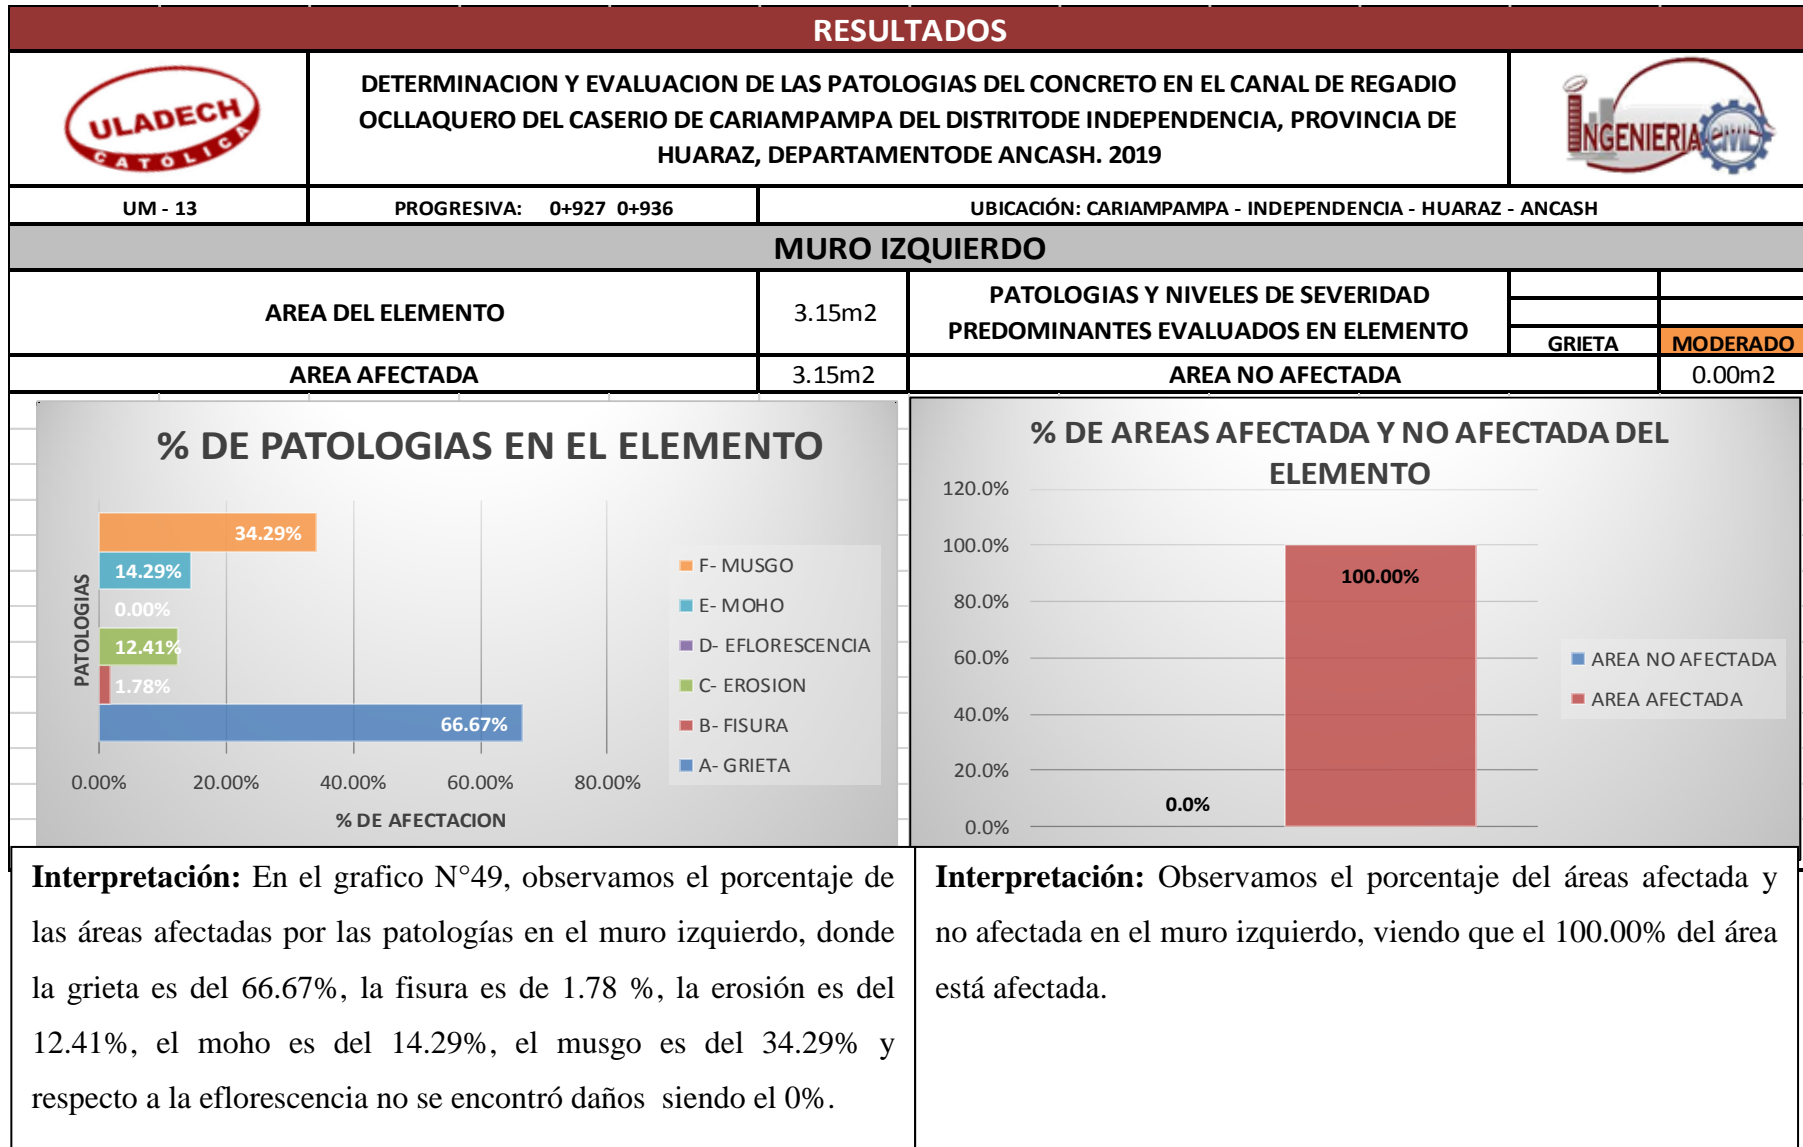 RESULTADOS
ULADECH
CATÓLICA
DETERMINACION Y EVALUACION DE LAS PATOLOGIAS DEL CONCRETO EN EL CANAL DE REGADIO
OCLLAQUERO DEL CASERIO DE CARIAMPAMPA DEL DISTRITODE INDEPENDENCIA, PROVINCIA DE
HUARAZ, DEPARTAMENTODE ANCASH. 2019
INGENIERIA CIVIL
UM - 13
PROGRESIVA: 0+927 0+936
UBICACIÓN: CARIAMPAMPA - INDEPENDENCIA - HUARAZ - ANCASH
MURO IZQUIERDO
AREA DEL ELEMENTO
3.15m2
PATOLOGIAS Y NIVELES DE SEVERIDAD
PREDOMINANTES EVALUADOS EN ELEMENTO
GRIETA
MODERADO
AREA AFECTADA
3.15m2
AREA NO AFECTADA
0.00m2
% DE PATOLOGIAS EN EL ELEMENTO
PATOLOGIAS
34.29%
14.29%
0.00%
12.41%
1.78%
66.67%
0.00%
20.00%
40.00%
60.00%
80.00%
% DE AFECTACION
F- MUSGO
E- MOHO
D- EFLORESCENCIA
C- EROSION
B- FISURA
A- GRIETA
% DE AREAS AFECTADA Y NO AFECTADA DEL
ELEMENTO
120.0%
100.0%
80.0%
60.0%
40.0%
20.0%
0.0%
100.00%
0.0%
AREA NO AFECTADA
AREA AFECTADA
Interpretación: En el grafico N°49, observamos el porcentaje de
las áreas afectadas por las patologías en el muro izquierdo, donde
la grieta es del 66.67%, la fisura es de 1.78 %, la erosión es del
12.41%, el moho es del 14.29%, el musgo es del 34.29% y
respecto a la eflorescencia no se encontró daños siendo el 0%.
Interpretación: Observamos el porcentaje del áreas afectada y
no afectada en el muro izquierdo, viendo que el 100.00% del área
está afectada.